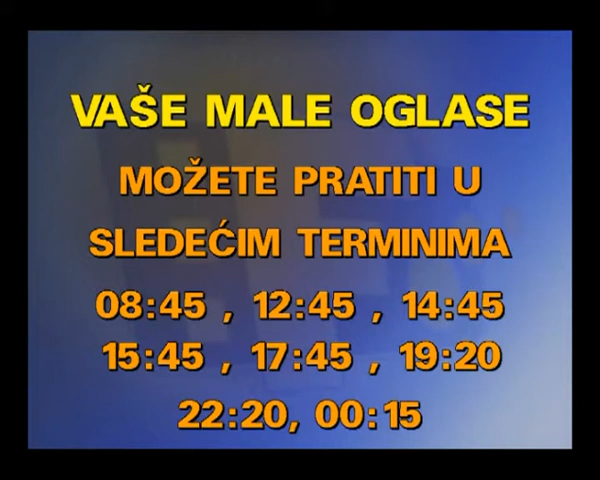 VAŠE MALE OGLASE
MOŽETE PRATITI U
SLEDEĆIM TERMINIMA
08:45 , 12:45 , 14:45
15:45 , 17:45 , 19:20
22:20, 00:15